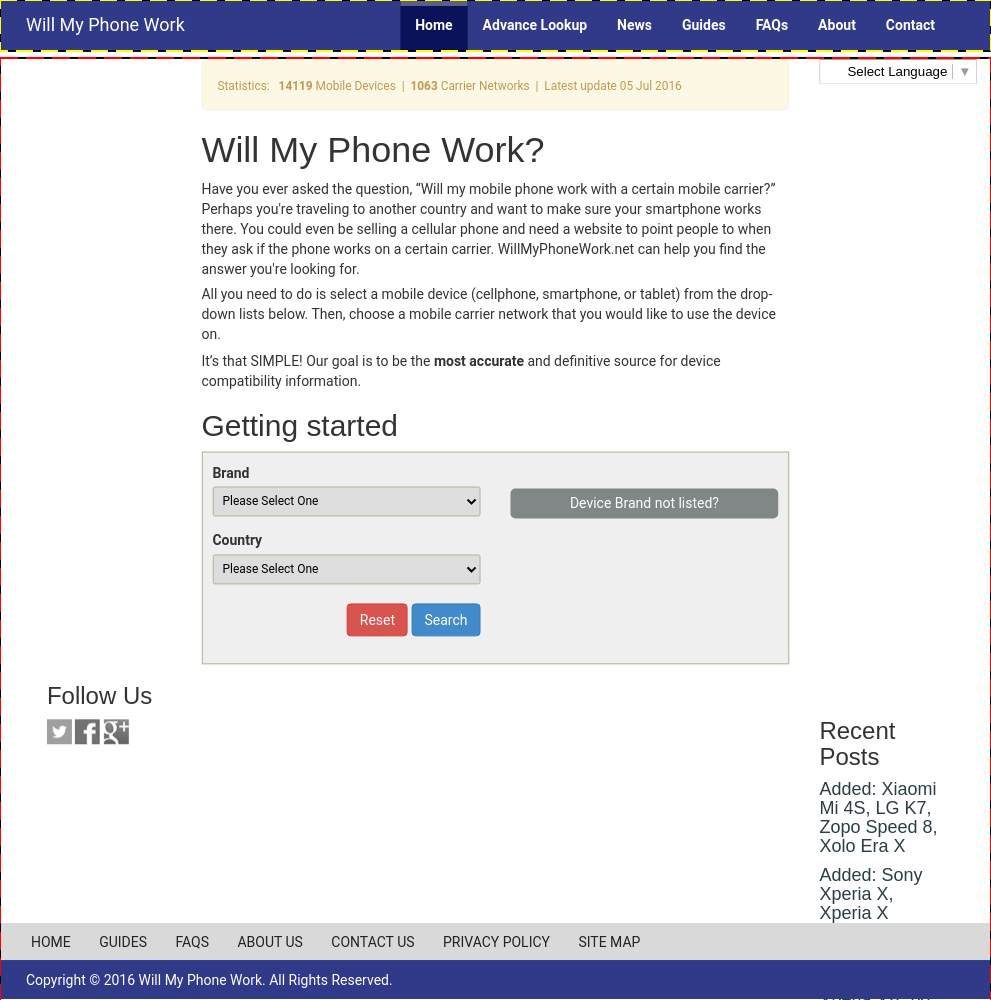 Will My Phone Work
Home Advance Lookup News Guides FAQs About Contact
Select Language ▼
Statistics: 14119 Mobile Devices | 1063 Carrier Networks | Latest update 05 Jul 2016
Will My Phone Work?
Have you ever asked the question, “Will my mobile phone work with a certain mobile carrier?”
Perhaps you're traveling to another country and want to make sure your smartphone works
there. You could even be selling a cellular phone and need a website to point people to when
they ask if the phone works on a certain carrier. WillMyPhoneWork.net can help you find the
answer you're looking for.
All you need to do is select a mobile device (cellphone, smartphone, or tablet) from the drop-
down lists below. Then, choose a mobile carrier network that you would like to use the device
on.
It’s that SIMPLE! Our goal is to be the most accurate and definitive source for device
compatibility information.
Getting started
Brand
Please Select One
Device Brand not listed?
Country
Please Select One
Reset Search
Follow Us
Recent
Posts
Added: Xiaomi
Mi 4S, LG K7,
Zopo Speed 8,
Xolo Era X
Added: Sony
Xperia X,
Xperia X
HOME GUIDES FAQS ABOUT US CONTACT US PRIVACY POLICY SITE MAP
Copyright © 2016 Will My Phone Work. All Rights Reserved.